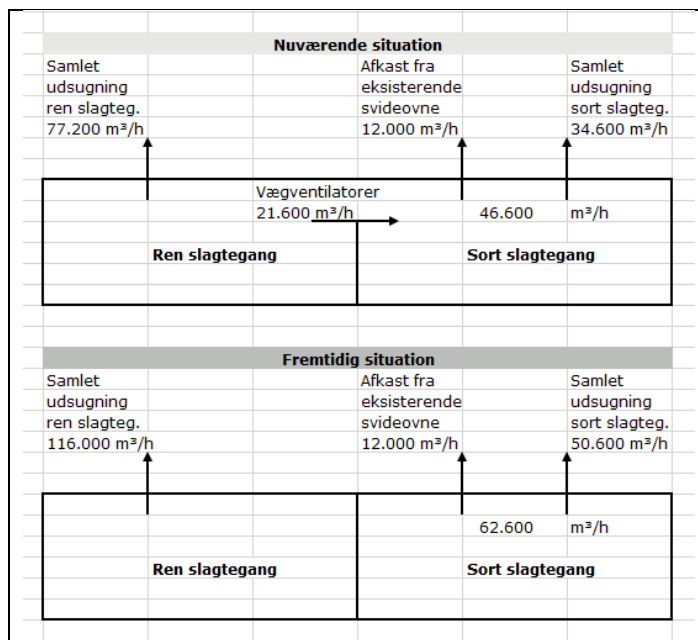 Nuværende situation
Samlet
udsugning
ren slagteg.
77.200 m³/h
Afkast fra
eksisterende
svideovne
12.000 m³/h
Samlet
udsugning
sort slagteg.
34.600 m³/h
Vægventilatorer
21.600 m³/h
46.600 m³/h
Ren slagtegang
Sort slagtegang
Fremtidig situation
Samlet
udsugning
ren slagteg.
116.000 m³/h
Afkast fra
eksisterende
svideovne
12.000 m³/h
Samlet
udsugning
sort slagteg.
50.600 m³/h
62.600 m³/h
Ren slagtegang
Sort slagtegang